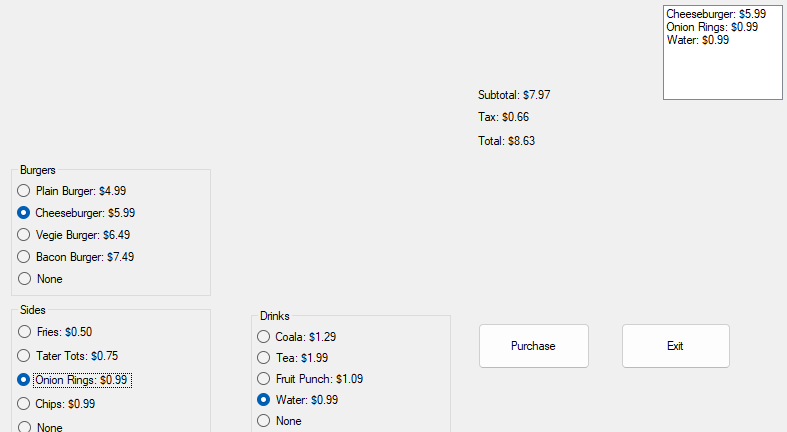 Cheeseburger: $5.99
Onion Rings: $0.99
Water: $0.99
Subtotal: $7.97
Tax: $0.66
Total: $8.63
Burgers
Plain Burger: $4.99
Cheeseburger: $5.99
Vegie Burger: $6.49
Bacon Burger: $7.49
None
Sides
Fries: $0.50
Tater Tots: $0.75
Onion Rings: $0.99
Chips: $0.99
None
Drinks
Coala: $1.29
Tea: $1.99
Fruit Punch: $1.09
Water: $0.99
None
Purchase
Exit